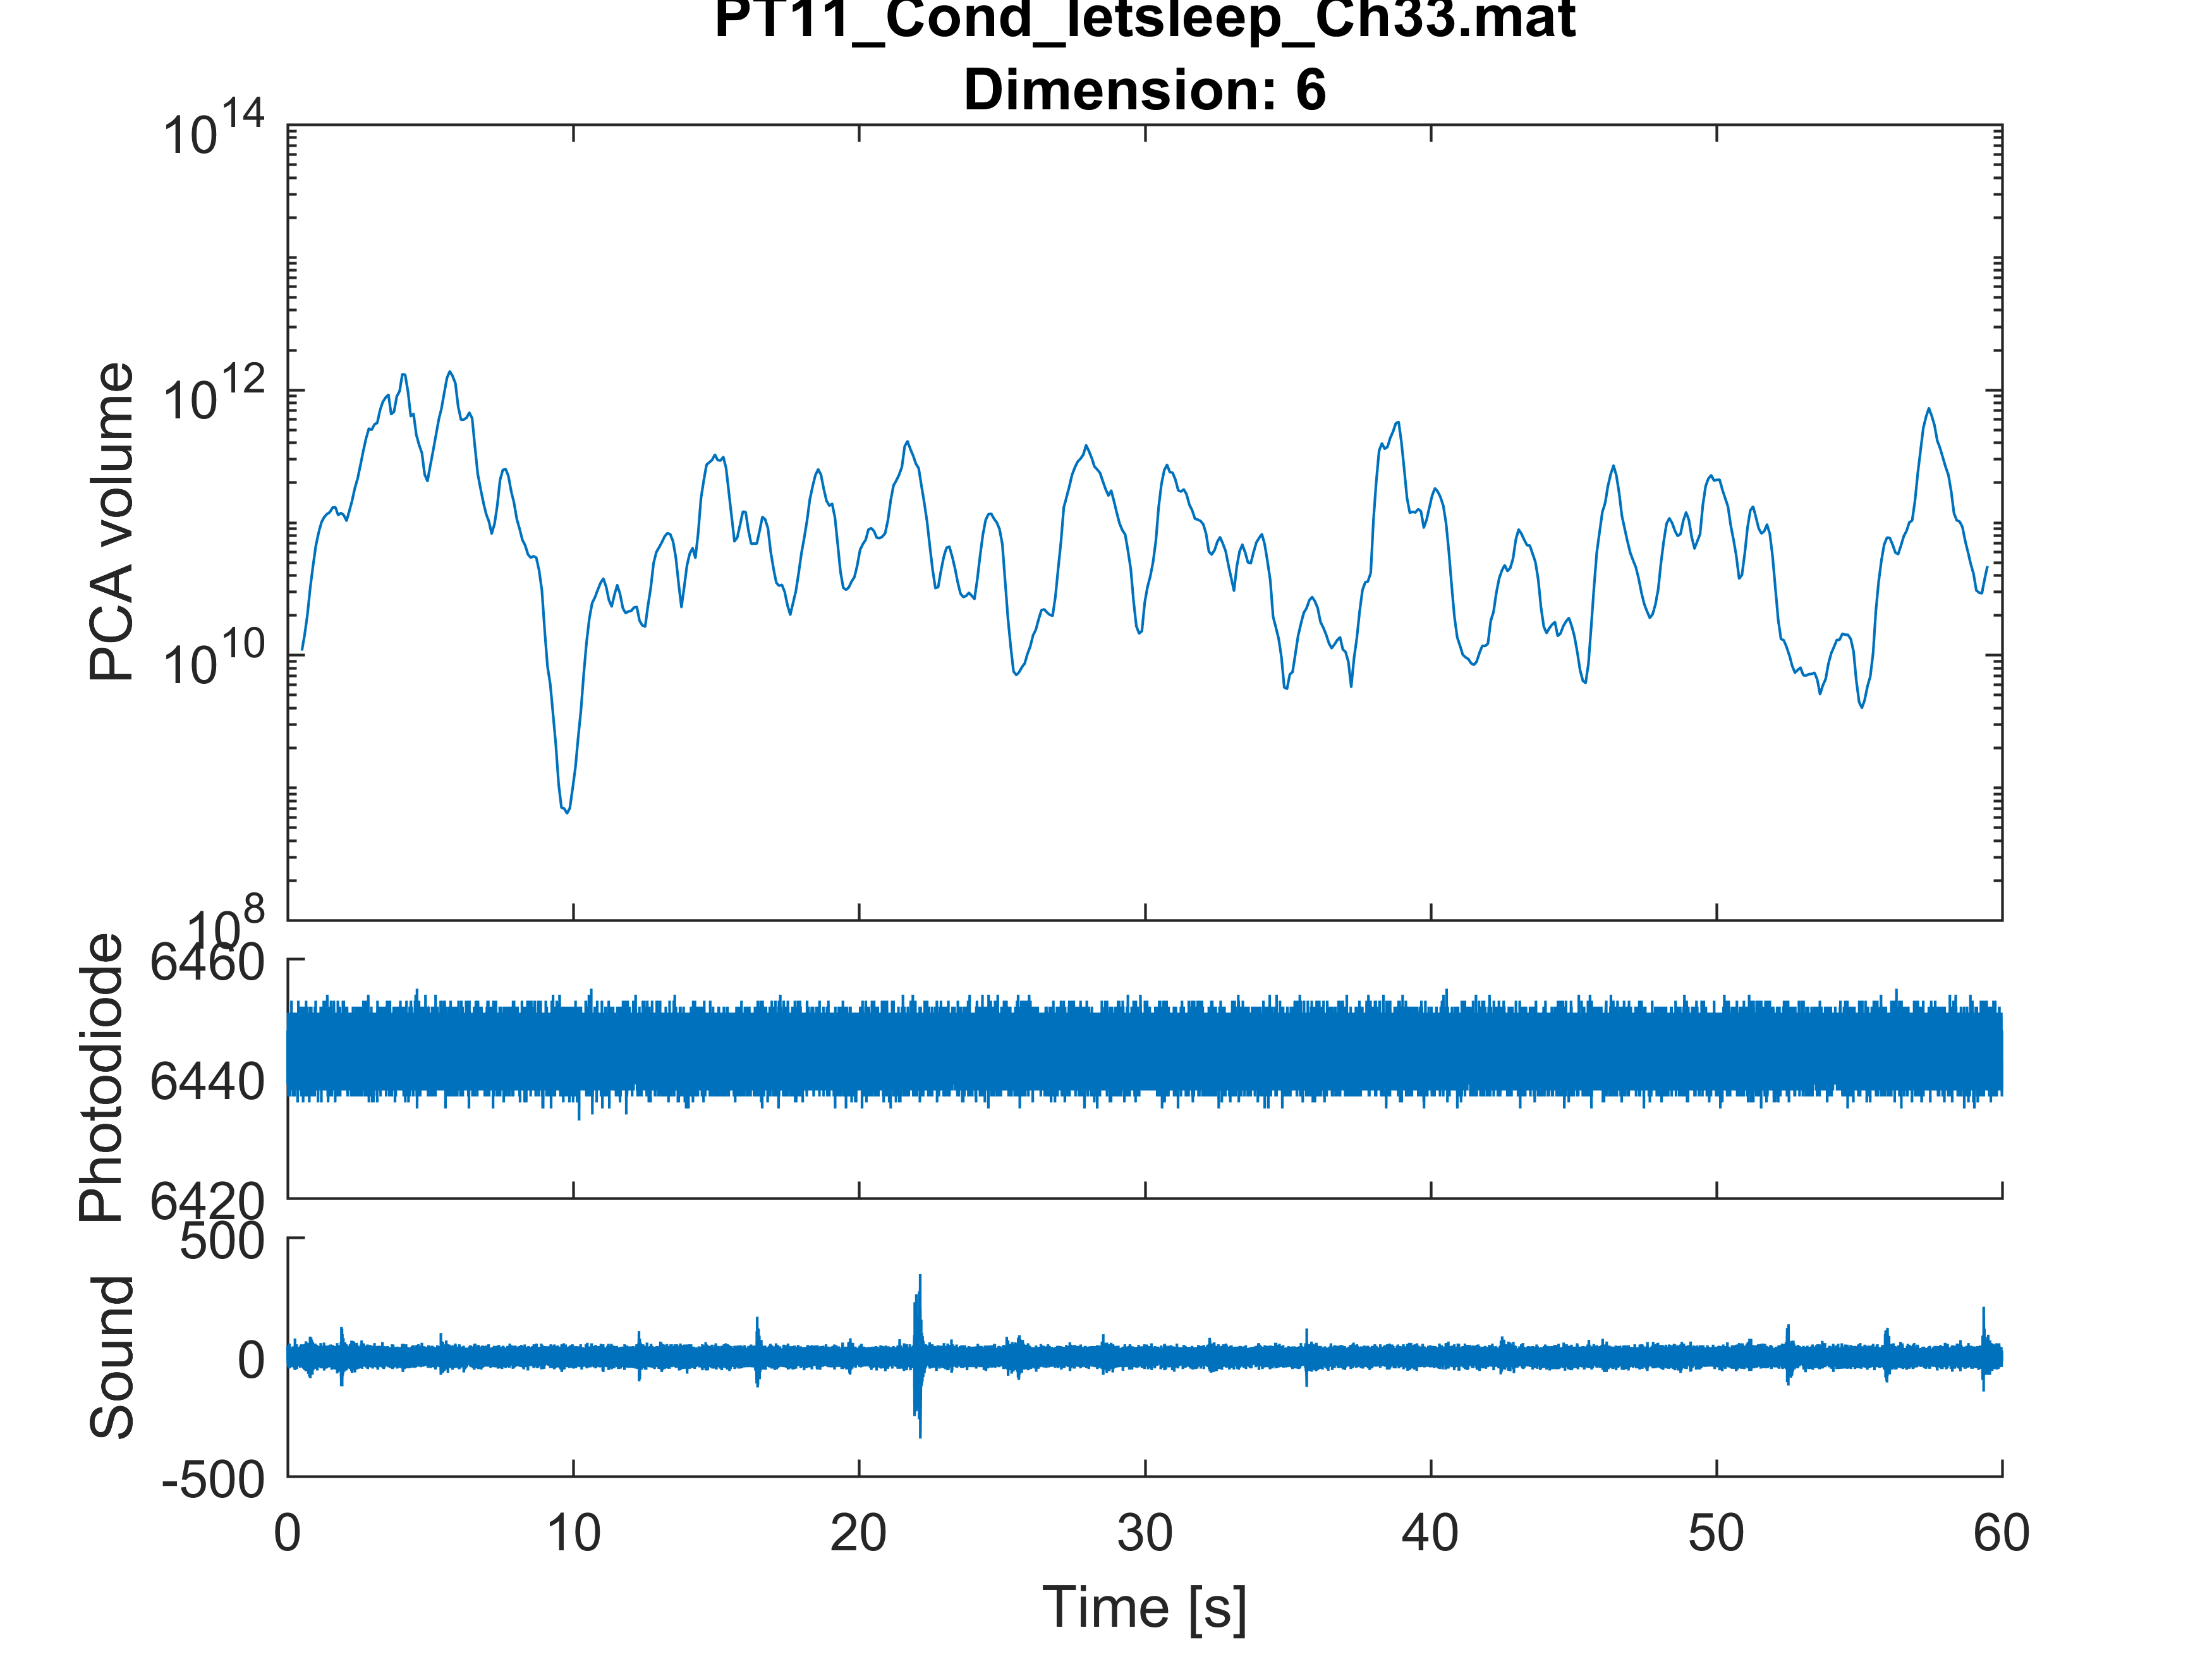 PT11_Cond_letsleep_Ch33.mat
Dimension: 6
PCA volume
10^14
10^12
10^10
10^8
Photodiode
6460
6440
6420
Sound
500
0
-500
0 10 20 30 40 50 60
Time [s]